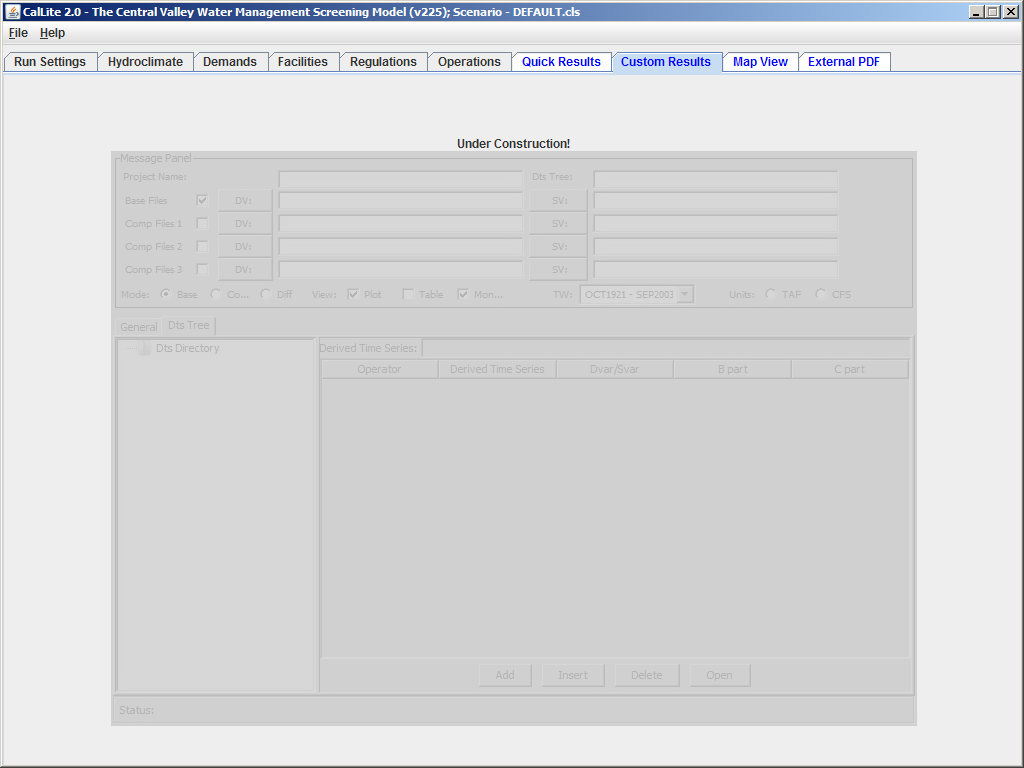 CalLite 2.0 - The Central Valley Water Management Screening Model (v225); Scenario - DEFAULT.cls
File Help
Run Settings Hydroclimate Demands Facilities Regulations Operations Quick Results Custom Results Map View External PDF
Under Construction!
Message Panel
Project Name: Dts Tree:
Base Files DV: SV:
Comp Files 1 DV: SV:
Comp Files 2 DV: SV:
Comp Files 3 DV: SV:
Mode: Base Co... Diff View: Plot Table Mon... TW: OCT1921 - SEP2003 Units: TAF CFS
General Dts Tree
Dts Directory
Derived Time Series:
Operator Derived Time Series Dvar/Svar B part C part
Add Insert Delete Open
Status: